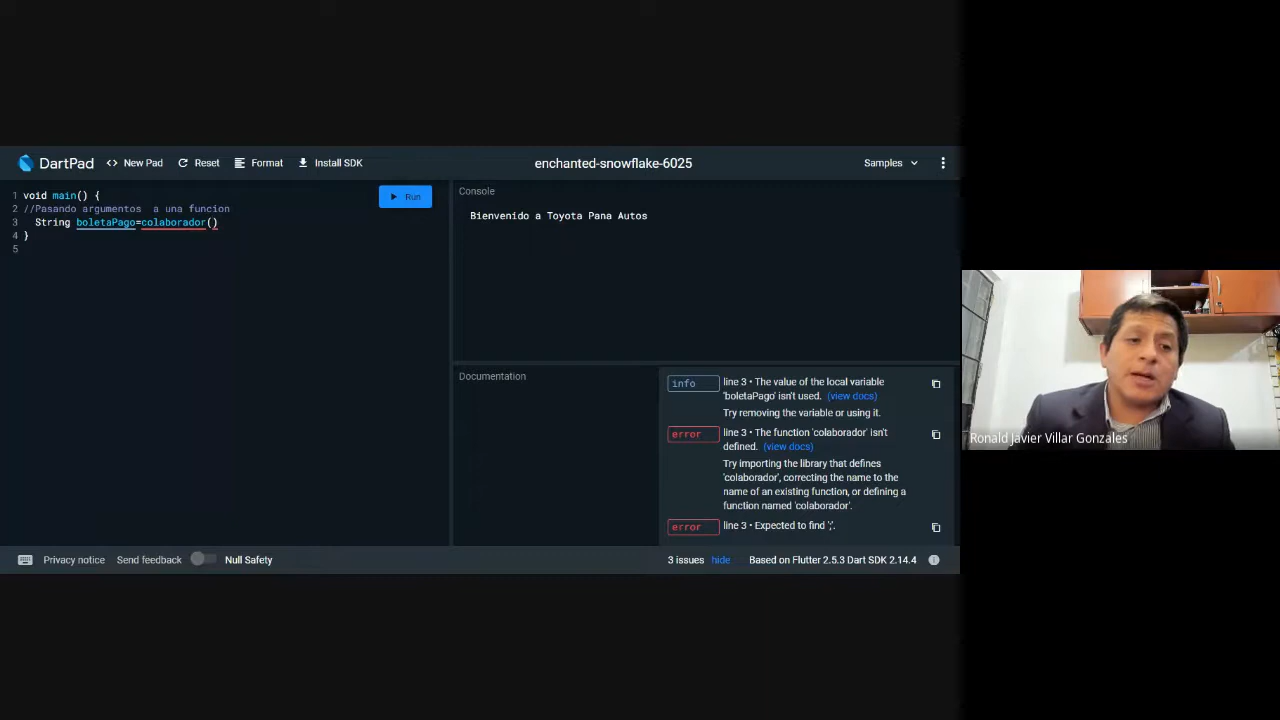 DartPad <> New Pad Reset Format Install SDK enchanted-snowflake-6025 Samples
1 void main() {
2 //Pasando argumentos  a una funcion
3   String boletaPago=colaborador()
4 }
5
Run
Console
Bienvenido a Toyota Pana Autos
Documentation
info line 3 • The value of the local variable
'boletaPago' isn't used. (view docs)
Try removing the variable or using it.
error line 3 • The function 'colaborador' isn't
defined. (view docs)
Try importing the library that defines
'colaborador', correcting the name to the
name of an existing function, or defining a
function named 'colaborador'.
error line 3 • Expected to find ';'.
Privacy notice Send feedback Null Safety 3 issues hide Based on Flutter 2.5.3 Dart SDK 2.14.4
Ronald Javier Villar Gonzales